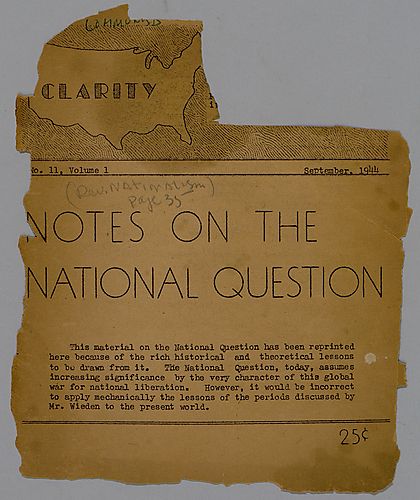 COMMUNISTS
CLARITY
No. 11, Volume 1 September, 1944
(Rev. NATIONALISM)
page 35
NOTES ON THE
NATIONAL QUESTION
This material on the National Question has been reprinted
here because of the rich historical and theoretical lessons
to be drawn from it. The National Question, today, assumes
increasing significance by the very character of this global
war for national liberation. However, it would be incorrect
to apply mechanically the lessons of the periods discussed by
Mr. Wieden to the present world.
25¢